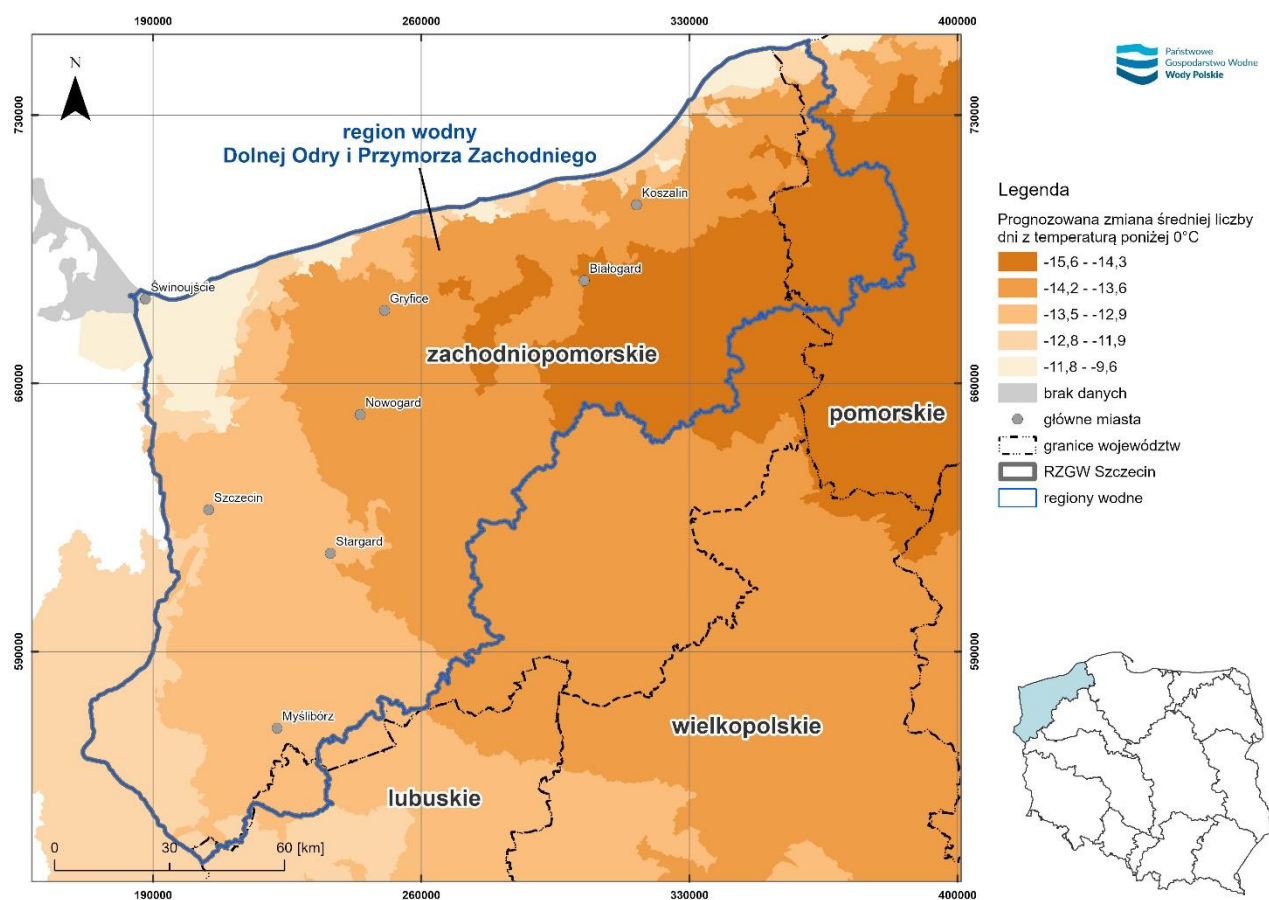 190000
260000
330000
400000
N
730000
730000
Państwowe
Gospodarstwo Wodne
Wody Polskie
region wodny
Dolnej Odry i Przymorza Zachodniego
Koszalin
Legenda
Prognozowana zmiana średniej liczby
dni z temperaturą poniżej 0°C
-15,6 - -14,3
-14,2 - -13,6
-13,5 - -12,9
-12,8 - -11,9
-11,8 - -9,6
brak danych
główne miasta
granice województw
RZGW Szczecin
regiony wodne
Białogard
Świnoujście
Gryfice
zachodniopomorskie
660000
660000
Nowogard
pomorskie
Szczecin
Stargard
590000
590000
Myślibórz
wielkopolskie
lubuskie
0
30
60 [km]
190000
260000
330000
400000